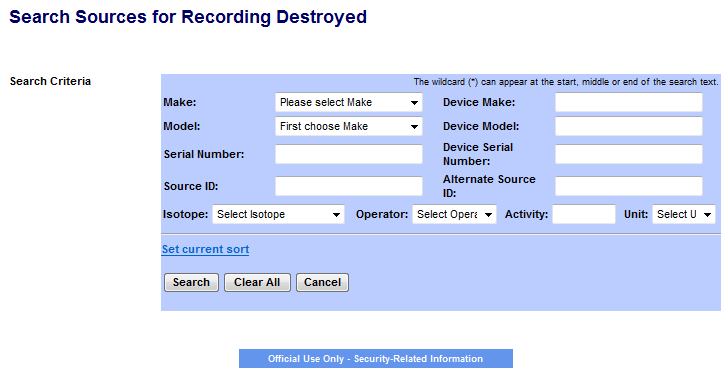 Search Sources for Recording Destroyed
Search Criteria
The wildcard (*) can appear at the start, middle or end of the search text.
Make: Please select Make Device Make:
Model: First choose Make Device Model:
Serial Number: Device Serial
Number:
Source ID: Alternate Source
ID:
Isotope: Select Isotope Operator: Select Opera Activity: Unit: Select U
Set current sort
Search Clear All Cancel
Official Use Only - Security-Related Information